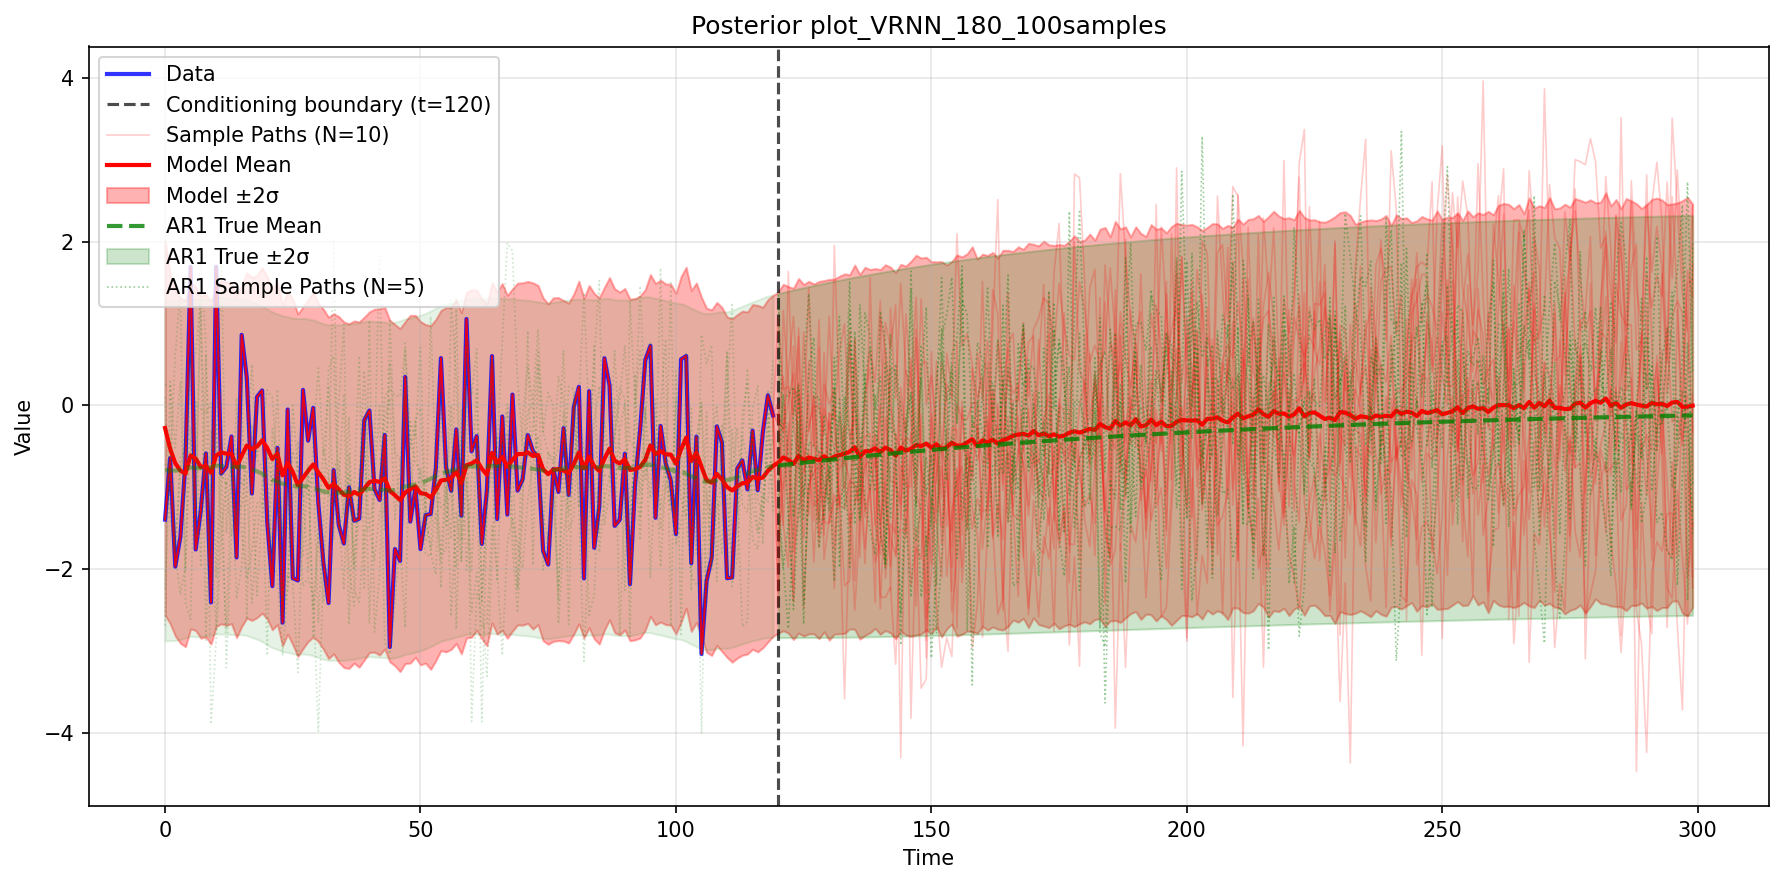 Posterior plot_VRNN_180_100samples
Data
Conditioning boundary (t=120)
Sample Paths (N=10)
Model Mean
Model ±2σ
AR1 True Mean
AR1 True ±2σ
AR1 Sample Paths (N=5)
4
2
0
−2
−4
Value
0 50 100 150 200 250 300
Time